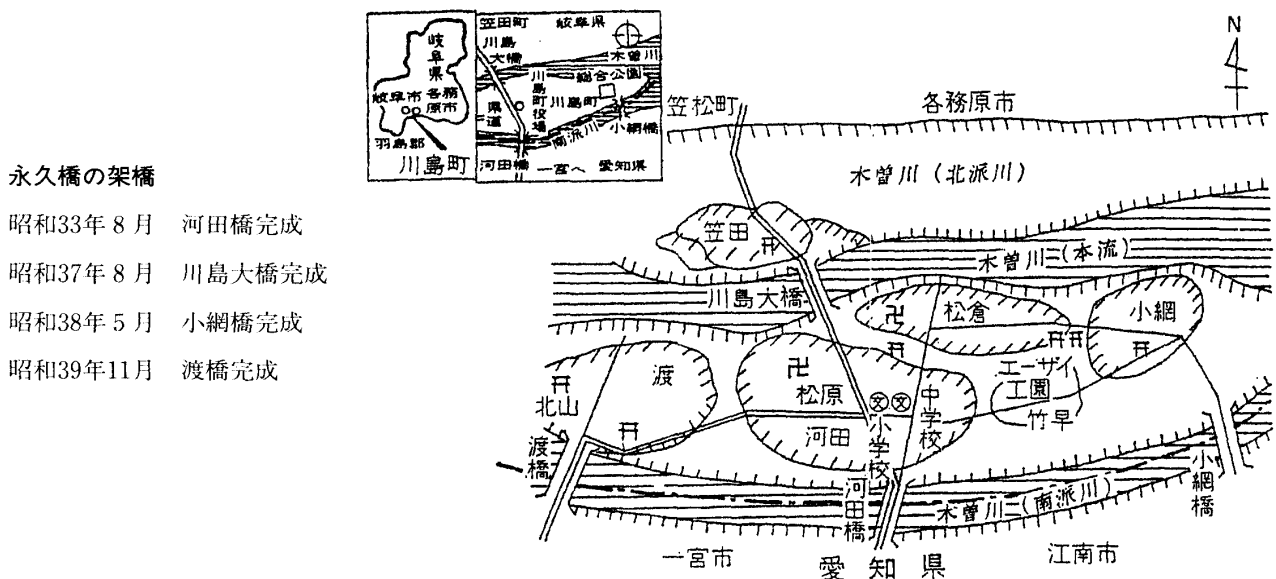 永久橋の架橋
昭和33年8月 河田橋完成
昭和37年8月 川島大橋完成
昭和38年5月 小網橋完成
昭和39年11月 渡橋完成
岐阜県
岐阜市
各務原市
羽島郡
川島町
笠田町
岐阜県
川島大橋
木曽川
総合公園
川島町役場
川島町
県道
南派川
小網橋
河田橋
一宮へ
愛知県
N
笠松町
各務原市
木曽川(北派川)
笠田
木曽川(本流)
川島大橋
松倉
小網
渡
北山
松原
河田
文
文
小学校
中学校
エーザイ
工園
竹早
渡橋
河田橋
木曽川(南派川)
小網橋
一宮市
愛知県
江南市